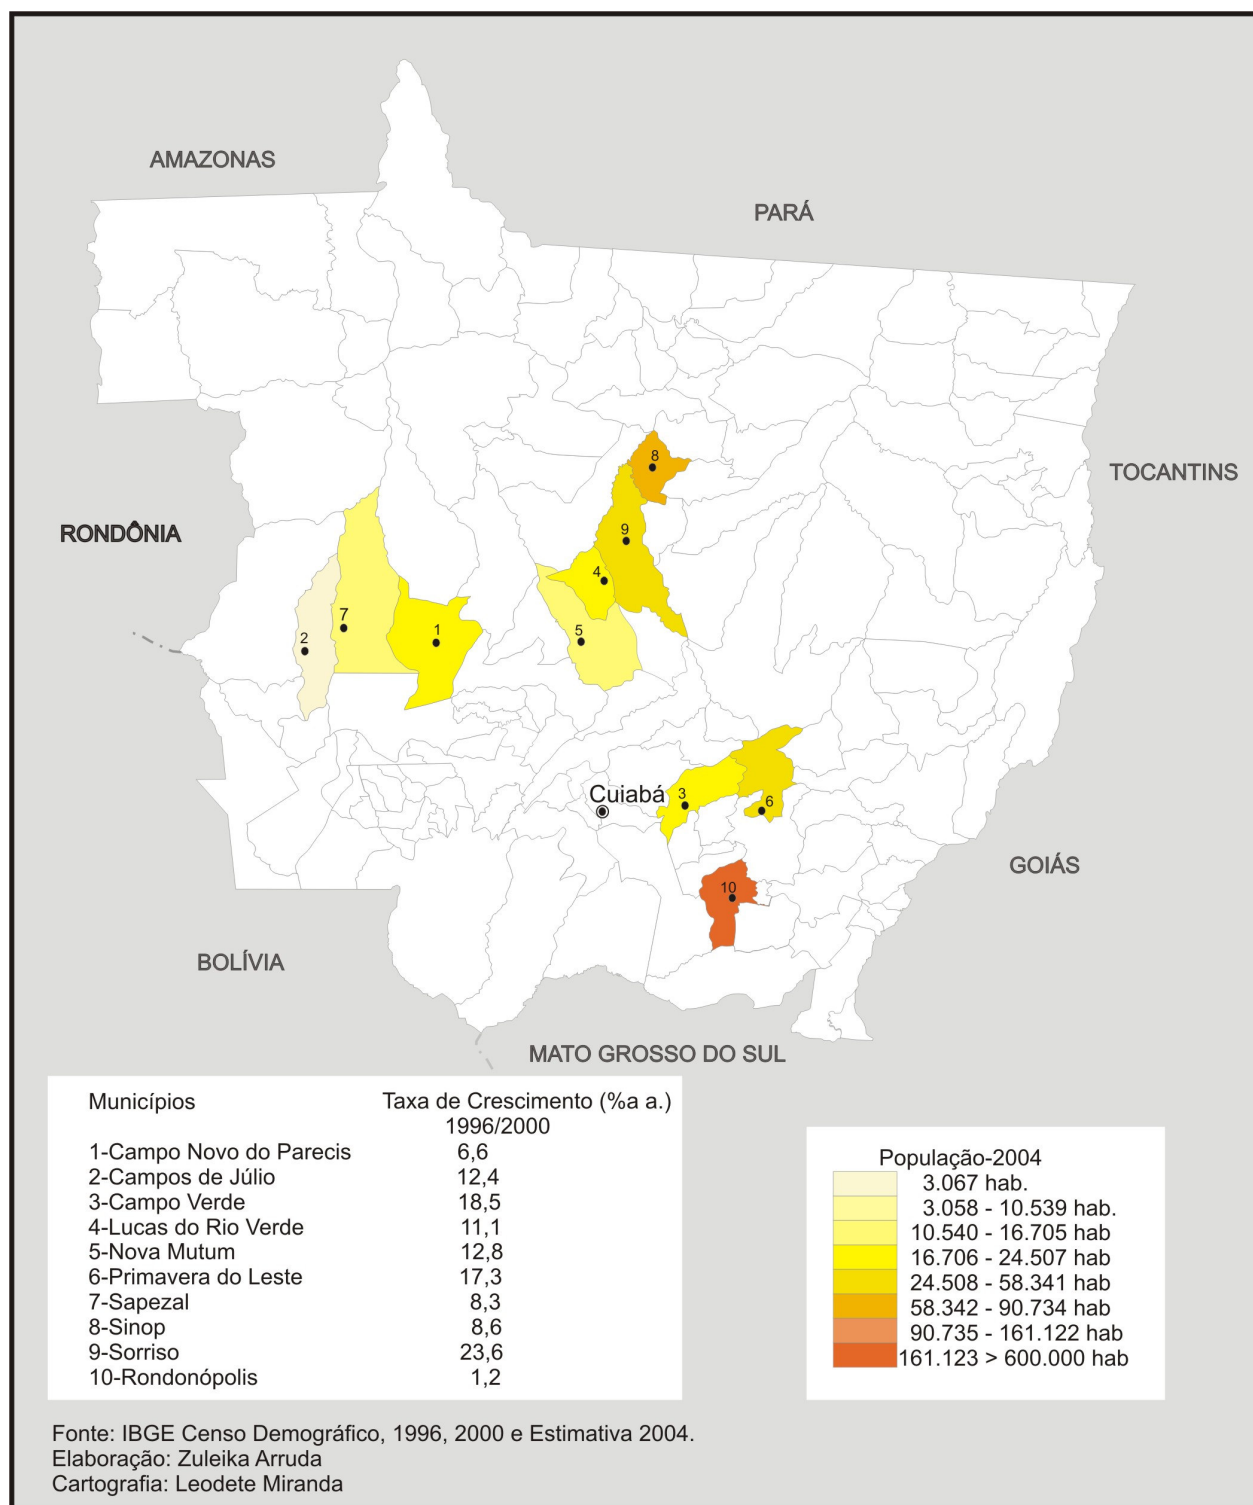 AMAZONAS
PARÁ
TOCANTINS
RONDÔNIA
8
9
4
7
1
2
5
Cuiabá
3
6
10
GOIÁS
BOLÍVIA
MATO GROSSO DO SUL
Municípios Taxa de Crescimento (%a a.)
1996/2000
1-Campo Novo do Parecis 6,6
2-Campos de Júlio 12,4
3-Campo Verde 18,5
4-Lucas do Rio Verde 11,1
5-Nova Mutum 12,8
6-Primavera do Leste 17,3
7-Sapezal 8,3
8-Sinop 8,6
9-Sorriso 23,6
10-Rondonópolis 1,2
População-2004
3.067 hab.
3.058 - 10.539 hab.
10.540 - 16.705 hab
16.706 - 24.507 hab
24.508 - 58.341 hab
58.342 - 90.734 hab
90.735 - 161.122 hab
161.123 > 600.000 hab
Fonte: IBGE Censo Demográfico, 1996, 2000 e Estimativa 2004.
Elaboração: Zuleika Arruda
Cartografia: Leodete Miranda